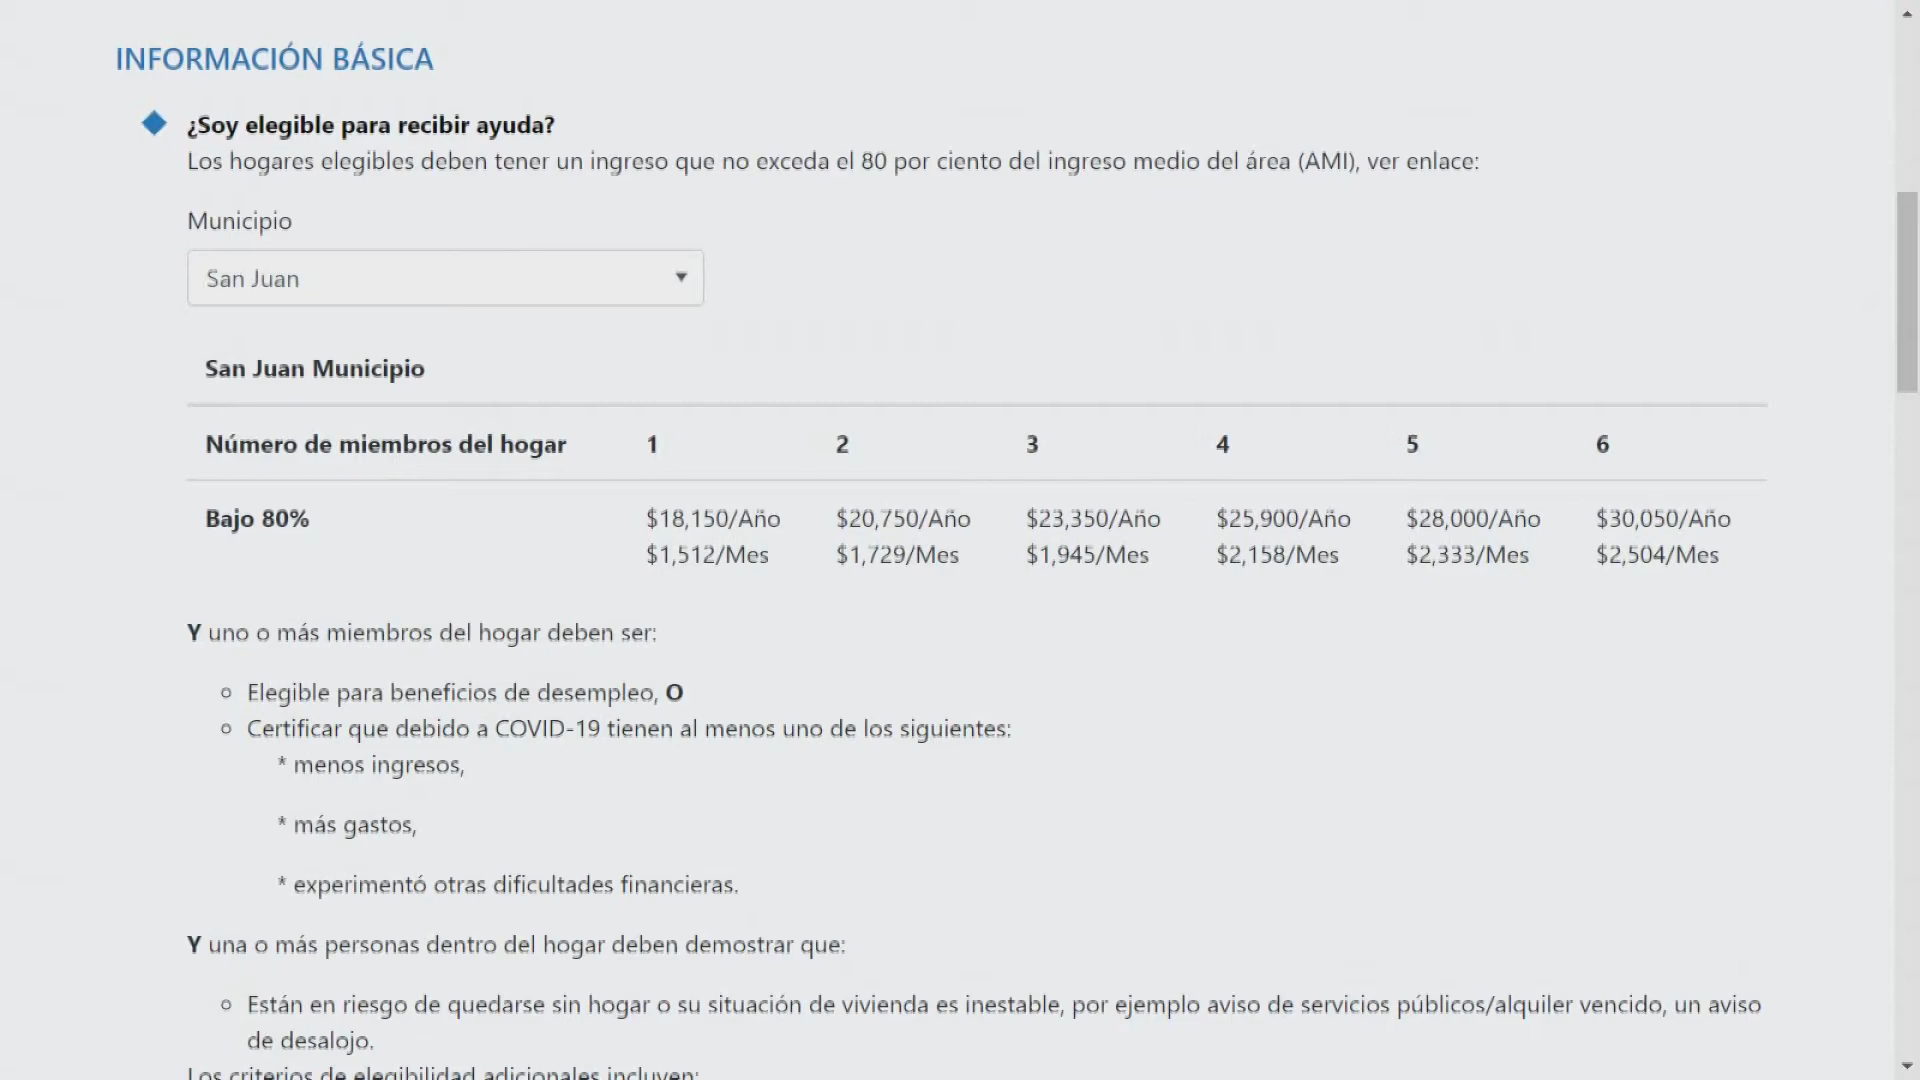 INFORMACIÓN BÁSICA
¿Soy elegible para recibir ayuda?
Los hogares elegibles deben tener un ingreso que no exceda el 80 por ciento del ingreso medio del área (AMI), ver enlace:
Municipio
San Juan
San Juan Municipio
Número de miembros del hogar 1 2 3 4 5 6
Bajo 80% $18,150/Año $20,750/Año $23,350/Año $25,900/Año $28,000/Año $30,050/Año
$1,512/Mes $1,729/Mes $1,945/Mes $2,158/Mes $2,333/Mes $2,504/Mes
Y uno o más miembros del hogar deben ser:
Elegible para beneficios de desempleo, O
Certificar que debido a COVID-19 tienen al menos uno de los siguientes:
* menos ingresos,
* más gastos,
* experimentó otras dificultades financieras.
Y una o más personas dentro del hogar deben demostrar que:
Están en riesgo de quedarse sin hogar o su situación de vivienda es inestable, por ejemplo aviso de servicios públicos/alquiler vencido, un aviso
de desalojo.
Los criterios de elegibilidad adicionales incluyen: